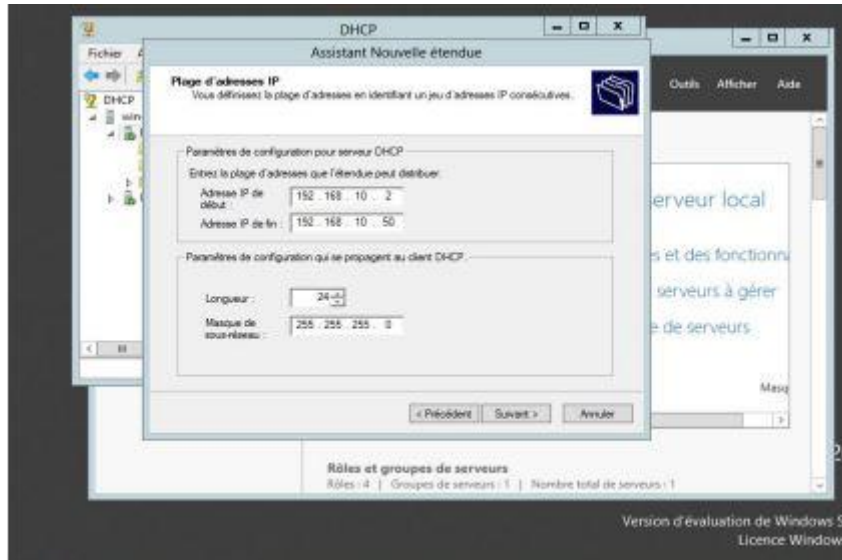 DHCP
Fichier
Assistant Nouvelle étendue
Plage d'adresses IP
Vous définissez la plage d'adresses en identifiant un jeu d'adresses IP consécutives.
Outils Afficher Aide
DHCP
win
Paramètres de configuration pour serveur DHCP
Entrez la plage d'adresses que l'étendue peut distribuer.
Adresse IP de
début :
192 . 168 . 10 . 2
Adresse IP de fin :
192 . 168 . 10 . 50
Paramètres de configuration qui se propagent au client DHCP.
Longueur :
24
Masque de
sous-réseau :
255 . 255 . 255 . 0
< Précédent
Suivant >
Annuler
erveur local
s et des fonctionn
serveurs à gérer
e de serveurs
Masq
Rôles et groupes de serveurs
Rôles : 4 | Groupes de serveurs : 1 | Nombre total de serveurs : 1
2
Version d'évaluation de Windows S
Licence Window